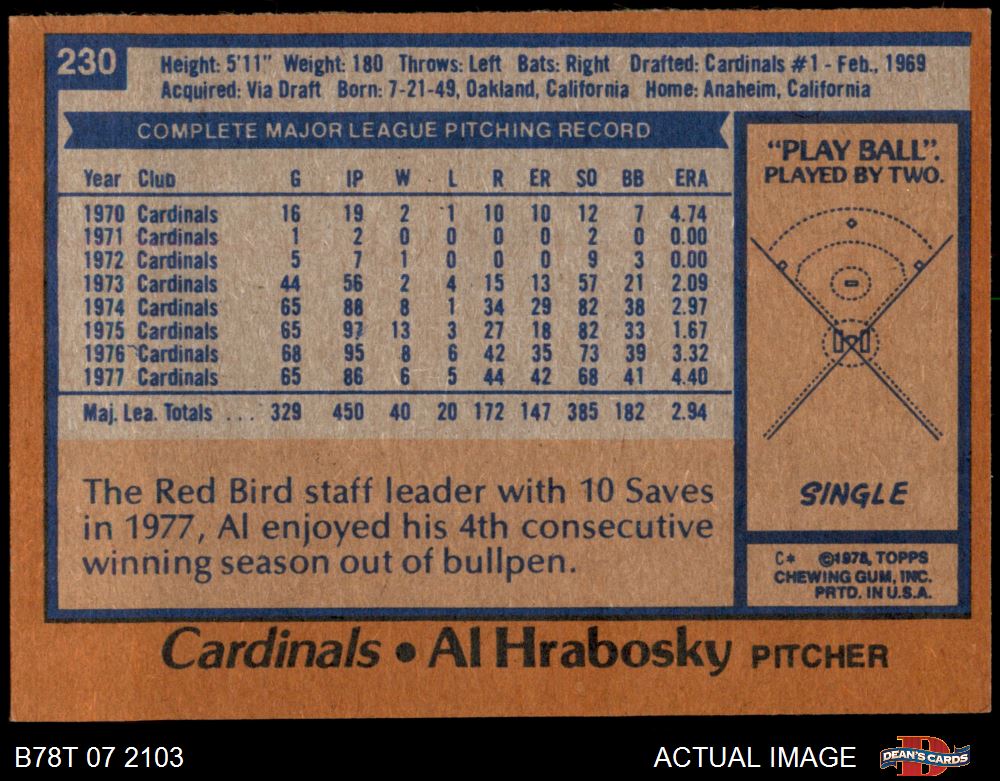 230
Height: 5'11" Weight: 180 Throws: Left Bats: Right Drafted: Cardinals #1 - Feb., 1969
Acquired: Via Draft Born: 7-21-49, Oakland, California Home: Anaheim, California
COMPLETE MAJOR LEAGUE PITCHING RECORD
Year Club G IP W L R ER SO BB ERA
1970 Cardinals 16 19 2 1 10 10 12 7 4.74
1971 Cardinals 1 2 0 0 0 0 2 0 0.00
1972 Cardinals 5 7 1 0 0 0 9 3 0.00
1973 Cardinals 44 56 2 4 15 13 57 21 2.09
1974 Cardinals 65 88 8 1 34 29 82 38 2.97
1975 Cardinals 65 97 13 3 27 18 82 33 1.67
1976 Cardinals 68 95 8 6 42 35 73 39 3.32
1977 Cardinals 65 86 6 5 44 42 68 41 4.40
Maj. Lea. Totals ... 329 450 40 20 172 147 385 182 2.94
The Red Bird staff leader with 10 Saves
in 1977, Al enjoyed his 4th consecutive
winning season out of bullpen.
"PLAY BALL".
PLAYED BY TWO.
SINGLE
C* ©1978, TOPPS
CHEWING GUM, INC.
PRTD. IN U.S.A.
Cardinals • Al Hrabosky PITCHER
B78T 07 2103
ACTUAL IMAGE
DEAN'S CARDS